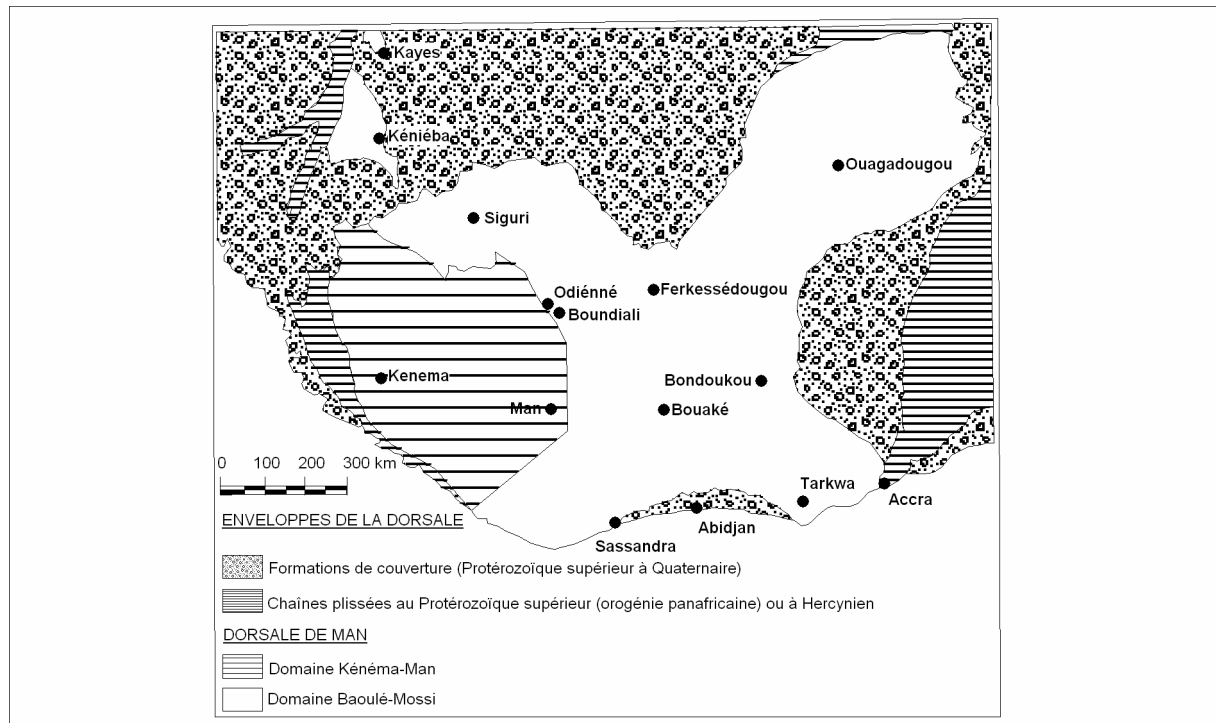 Kayes
Kéniéba
Ouagadougou
Siguri
Ferkessédougou
Odiénné
Boundiali
Kenema
Bondoukou
Man
Bouaké
0 100 200 300 km
Tarkwa
Accra
Abidjan
Sassandra
ENVELOPPES DE LA DORSALE
Formations de couverture (Protérozoïque supérieur à Quaternaire)
Chaînes plissées au Protérozoïque supérieur (orogénie panafricaine) ou à Hercynien
DORSALE DE MAN
Domaine Kénéma-Man
Domaine Baoulé-Mossi